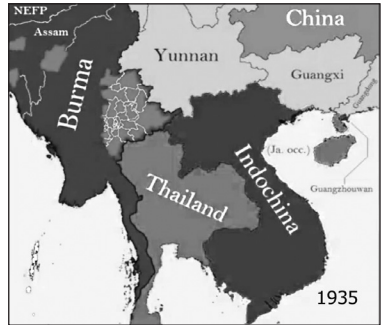 NEFP
China
Assam
Yunnan
Burma
Guangxi
(Ja. occ.)
Guangzhouwan
Indochina
Thailand
1935